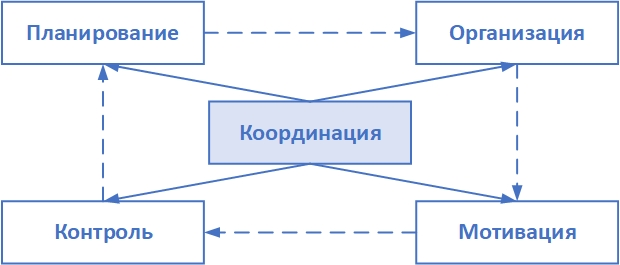 Планирование
Организация
Координация
Контроль
Мотивация